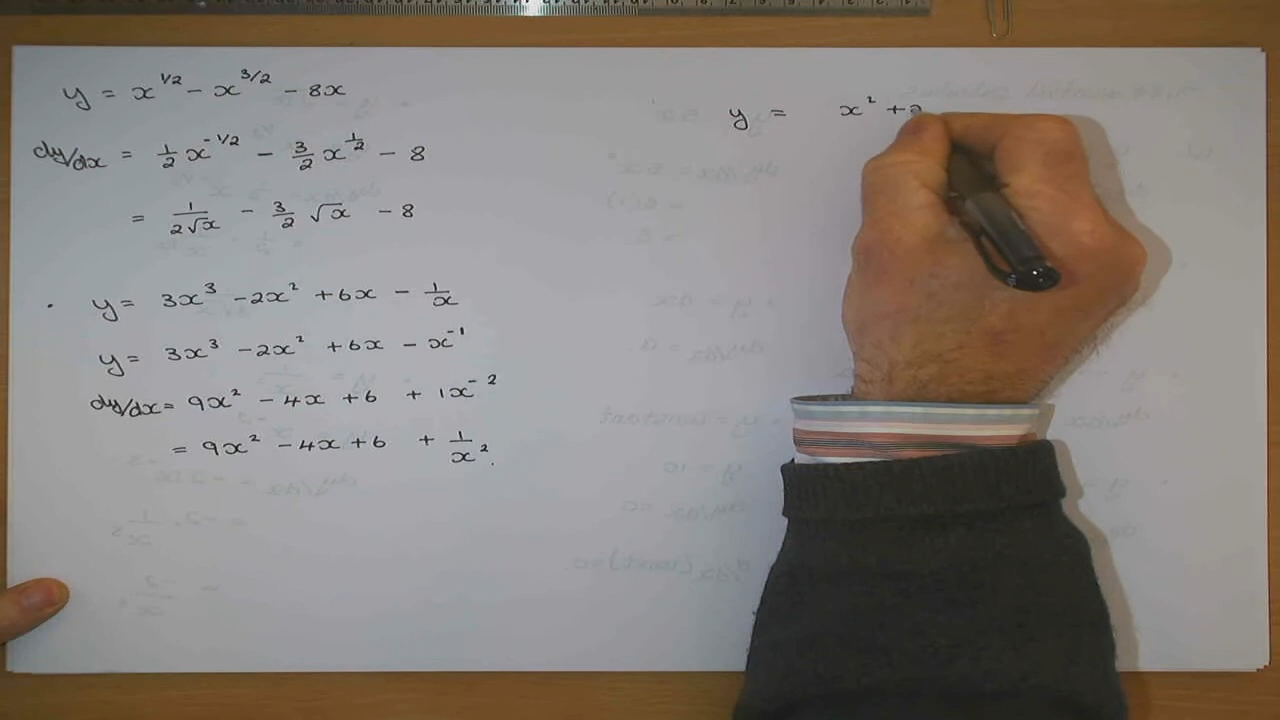 y = x^1/2 - x^3/2 - 8x
dy/dx = 1/2 x^-1/2 - 3/2 x^1/2 - 8
= 1/2√x - 3/2 √x - 8
· y = 3x³ - 2x² + 6x - 1/x
y = 3x³ - 2x² + 6x - x^-1
dy/dx = 9x² - 4x + 6 + 1x^-2
= 9x² - 4x + 6 + 1/x².
y = x² +